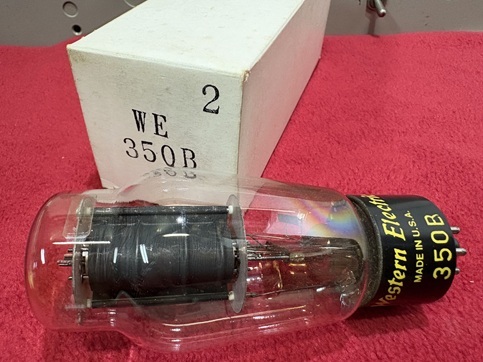 2
WE
350B
Western Electric
MADE IN U.S.A.
350B